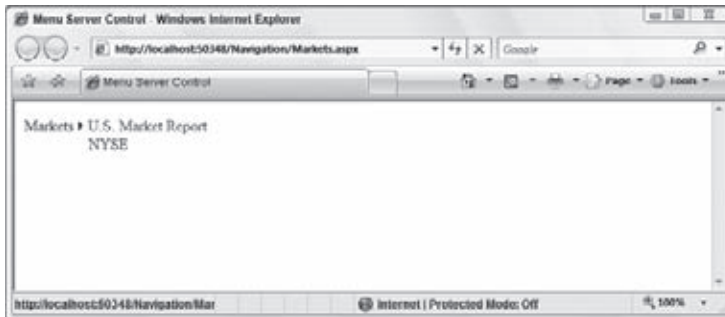 Menu Server Control - Windows Internet Explorer
http://localhost:50348/Navigation/Markets.aspx
Google
Menu Server Control
Page
Tools
Markets U.S. Market Report
NYSE
http://localhost:50348/Navigation/Mar
Internet | Protected Mode: Off
100%